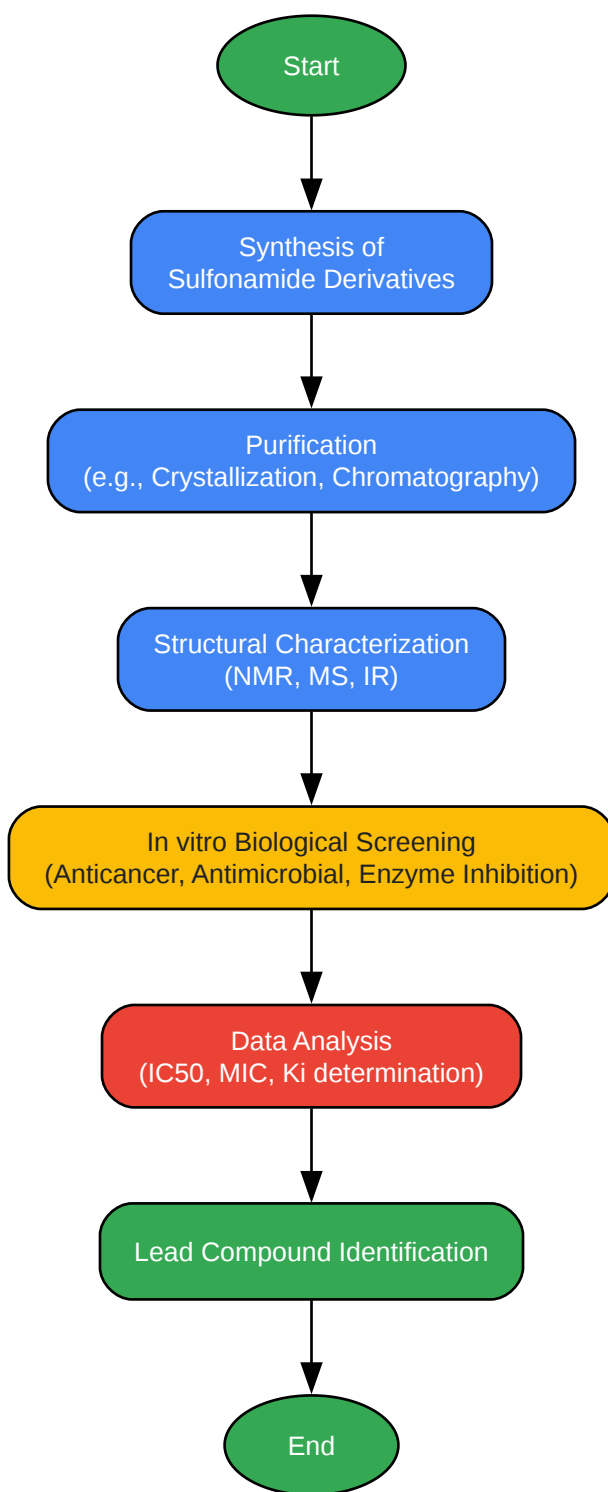 Start
Synthesis of
Sulfonamide Derivatives
Purification
(e.g., Crystallization, Chromatography)
Structural Characterization
(NMR, MS, IR)
In vitro Biological Screening
(Anticancer, Antimicrobial, Enzyme Inhibition)
Data Analysis
(IC50, MIC, Ki determination)
Lead Compound Identification
End